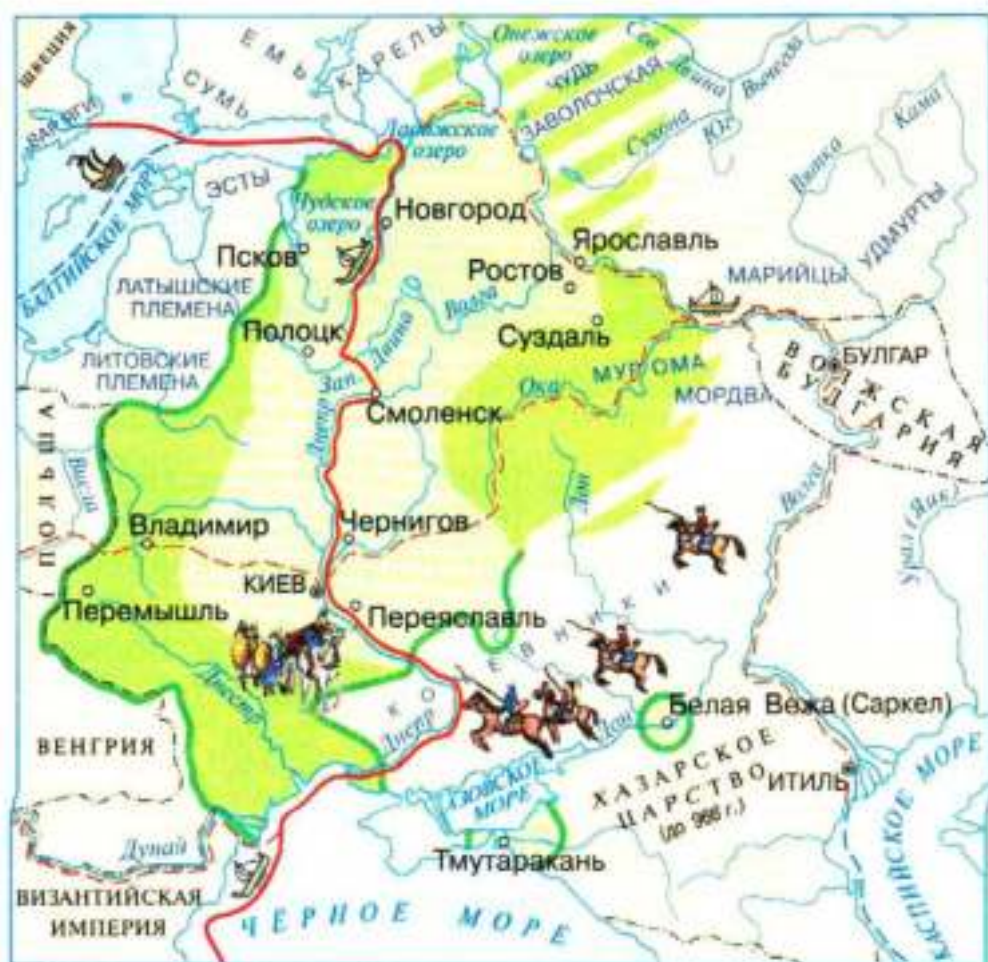 ШВЕЦИЯ
ВАРЯГИ
БАЛТИЙСКОЕ МОРЕ
СУМЬ
ЕМЬ
КАРЕЛЫ
Онежское
озеро
ЧУДЬ
ЗАВОЛОЧСКАЯ
Сев
Двина
Вычегда
Сухона
Юг
Кама
Вятка
УДМУРТЫ
Ладожское
озеро
ЭСТЫ
Чудское
озеро
Новгород
Псков
Ярославль
Ростов
МАРИЙЦЫ
ЛАТЫШСКИЕ
ПЛЕМЕНА
Волга
Полоцк
Суздаль
Зап.
Двина
ЛИТОВСКИЕ
ПЛЕМЕНА
Ока
МУРОМА
МОРДВА
БУЛГАР
ВОЛЖСКАЯ
БУЛГАРИЯ
Смоленск
Днепр
ПОЛЬША
Висла
Дон
Волга
Урал (Яик)
Владимир
Чернигов
КИЕВ
Перемышль
Переяславль
КОЧЕВНИКИ
Днестр
Днепр
Дон
Белая Вежа (Саркел)
ВЕНГРИЯ
АЗОВСКОЕ
МОРЕ
ХАЗАРСКОЕ
ЦАРСТВО
(до 966 г.)
ИТИЛЬ
Дунай
Тмутаракань
ВИЗАНТИЙСКАЯ
ИМПЕРИЯ
ЧЁРНОЕ МОРЕ
КАСПИЙСКОЕ МОРЕ